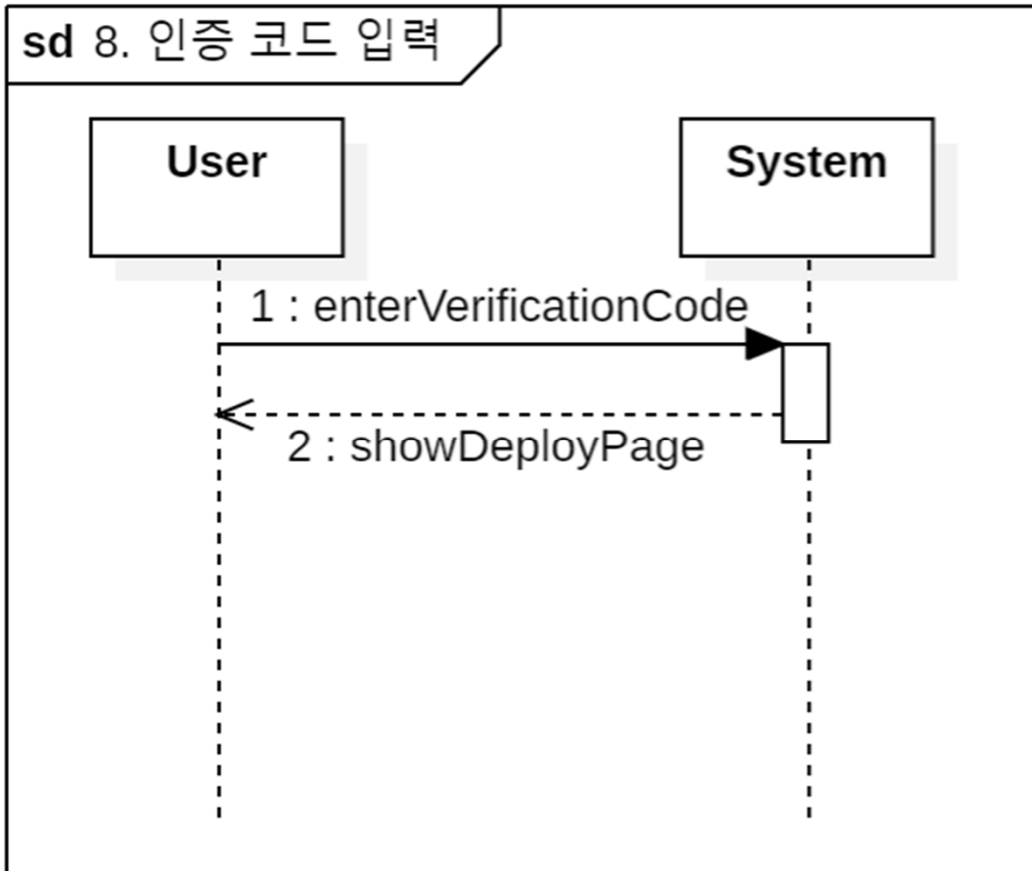 sd 8. 인증 코드 입력
User
System
1 : enterVerificationCode
2 : showDeployPage